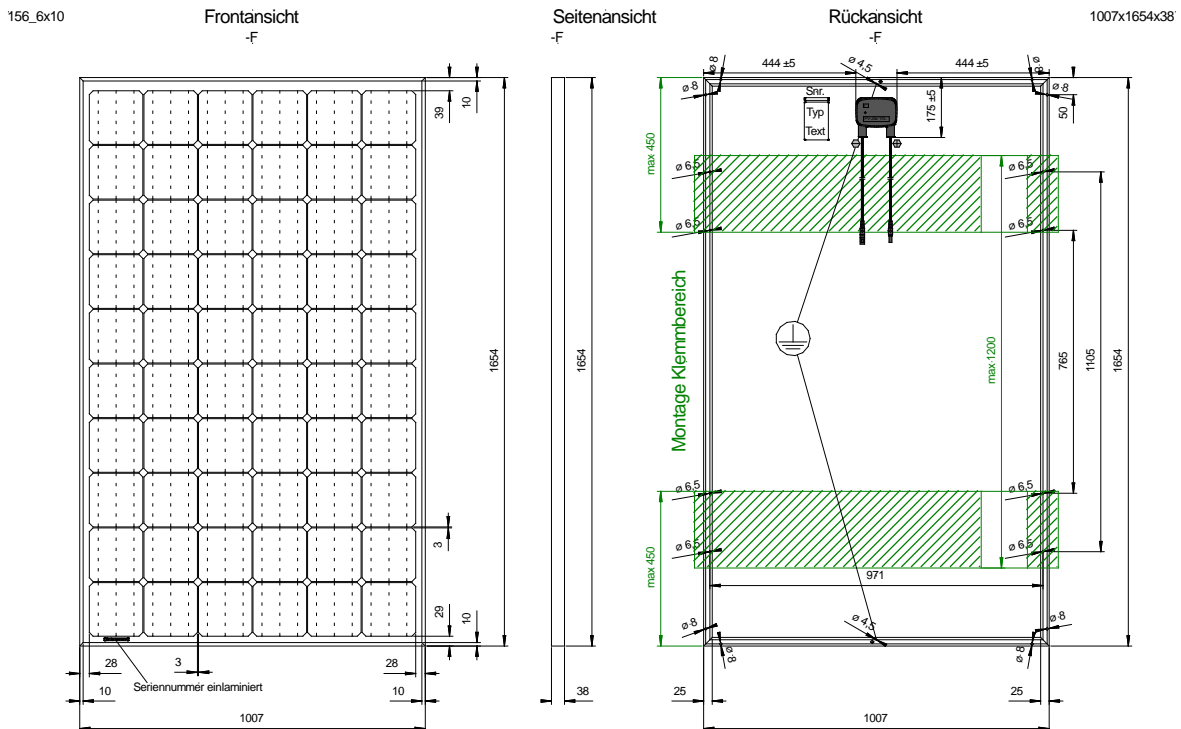 156_6x10
Frontansicht
-F
Seitenansicht
-F
Rückansicht
-F
1007x1654x38
39
10
1654
3
29
10
28
3
28
Seriennummer einlaminiert
10
10
1007
1654
38
ø 8
444 ±5
ø 4,5
444 ±5
ø 8
ø 8
ø 8
Snr.
Typ
Text
175 ±5
50
max 450
ø 6,5
ø 6,5
ø 6,5
ø 6,5
Montage Klemmbereich
max 1200
765
1105
1654
ø 6,5
ø 6,5
max 450
ø 6,5
ø 6,5
971
ø 8
ø 4,5
ø 8
ø 8
ø 8
25
25
1007